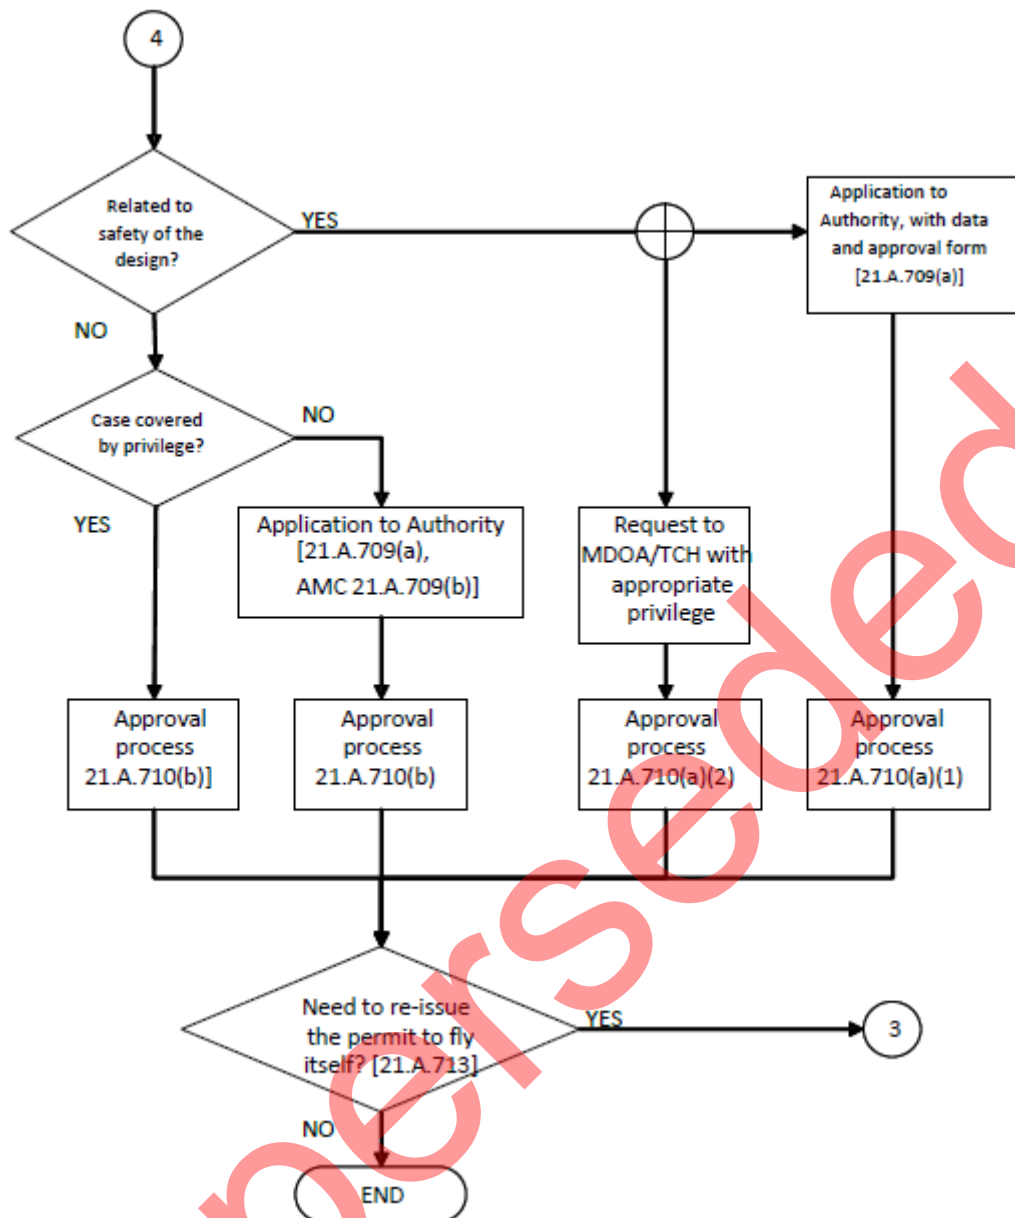 4
Related to
safety of the
design?
YES
Application to
Authority, with data
and approval form
[21.A.709(a)]
NO
Case covered
by privilege?
NO
YES
Application to Authority
[21.A.709(a),
AMC 21.A.709(b)]
Request to
MDOA/TCH with
appropriate
privilege
Approval
process
21.A.710(b)]
Approval
process
21.A.710(b)
Approval
process
21.A.710(a)(2)
Approval
process
21.A.710(a)(1)
Need to re-issue
the permit to fly
itself? [21.A.713]
YES
3
NO
END
perseded